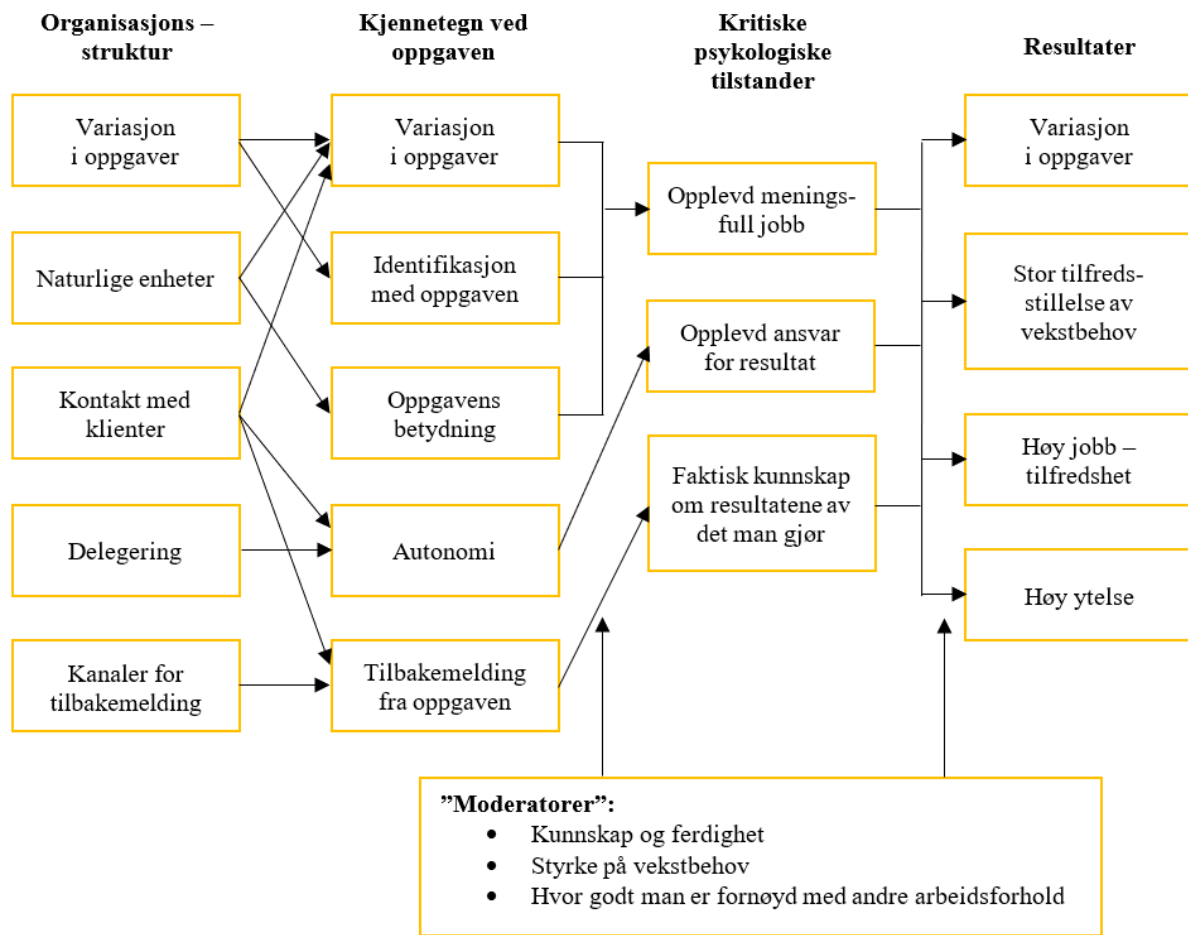 Organisasjons –
struktur
Kjennetegn ved
oppgaven
Kritiske
psykologiske
tilstander
Resultater
Variasjon
i oppgaver
Naturlige enheter
Kontakt med
klienter
Delegering
Kanaler for
tilbakemelding
Variasjon
i oppgaver
Identifikasjon
med oppgaven
Oppgavens
betydning
Autonomi
Tilbakemelding
fra oppgaven
Opplevd menings-
full jobb
Opplevd ansvar
for resultat
Faktisk kunnskap
om resultatene av
det man gjør
Variasjon
i oppgaver
Stor tilfreds-
stillelse av
vekstbehov
Høy jobb –
tilfredshet
Høy ytelse
”Moderatorer”:
• Kunnskap og ferdighet
• Styrke på vekstbehov
• Hvor godt man er fornøyd med andre arbeidsforhold